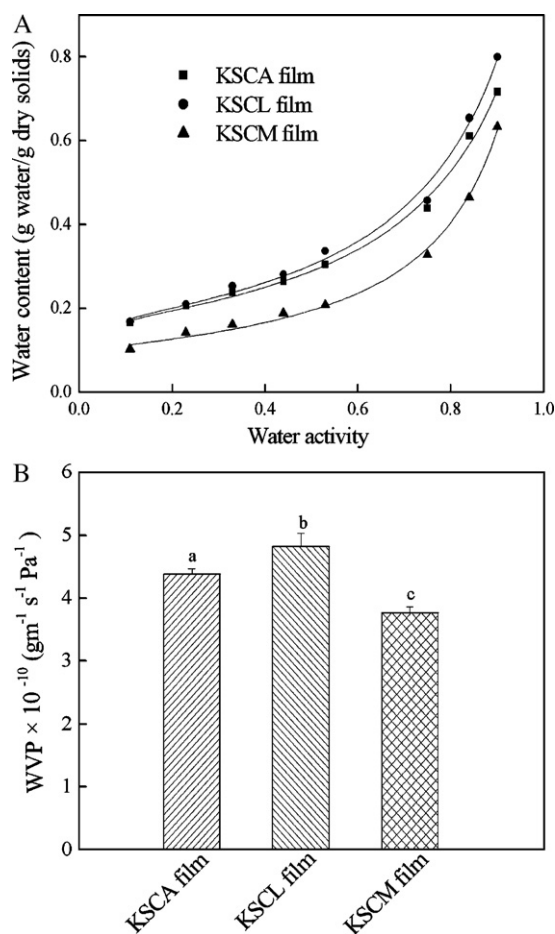 A
Water content (g water/g dry solids)
0.8
0.6
0.4
0.2
0.0
KSCA film
KSCL film
KSCM film
0.0 0.2 0.4 0.6 0.8 1.0
Water activity
B
WVP × 10⁻¹⁰ (gm⁻¹ s⁻¹ Pa⁻¹)
6
5
4
3
2
1
0
a
b
c
KSCA film
KSCL film
KSCM film